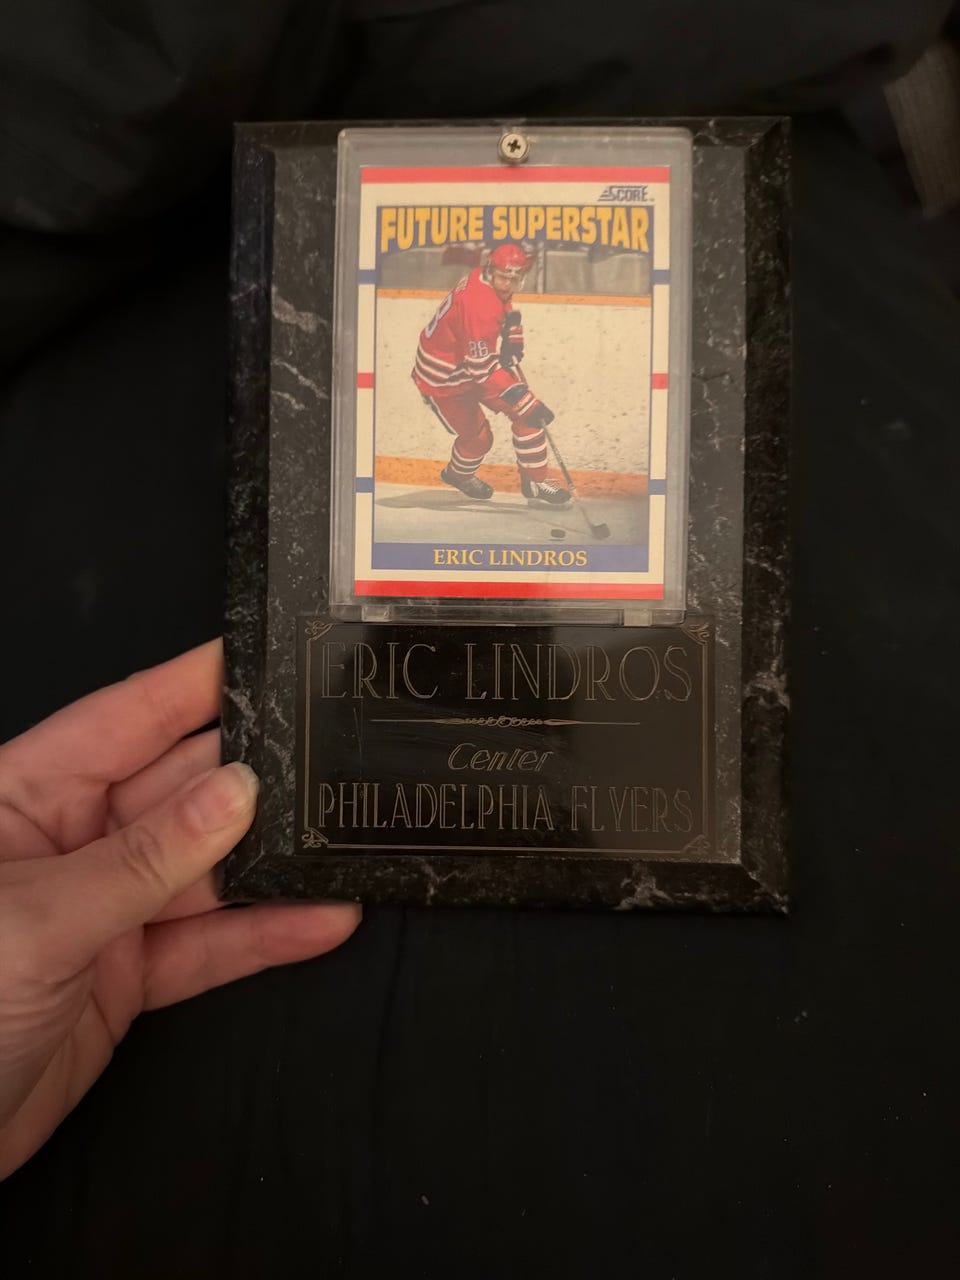 SCORE
FUTURE SUPERSTAR
88
ERIC LINDROS
ERIC LINDROS
Center
PHILADELPHIA FLYERS